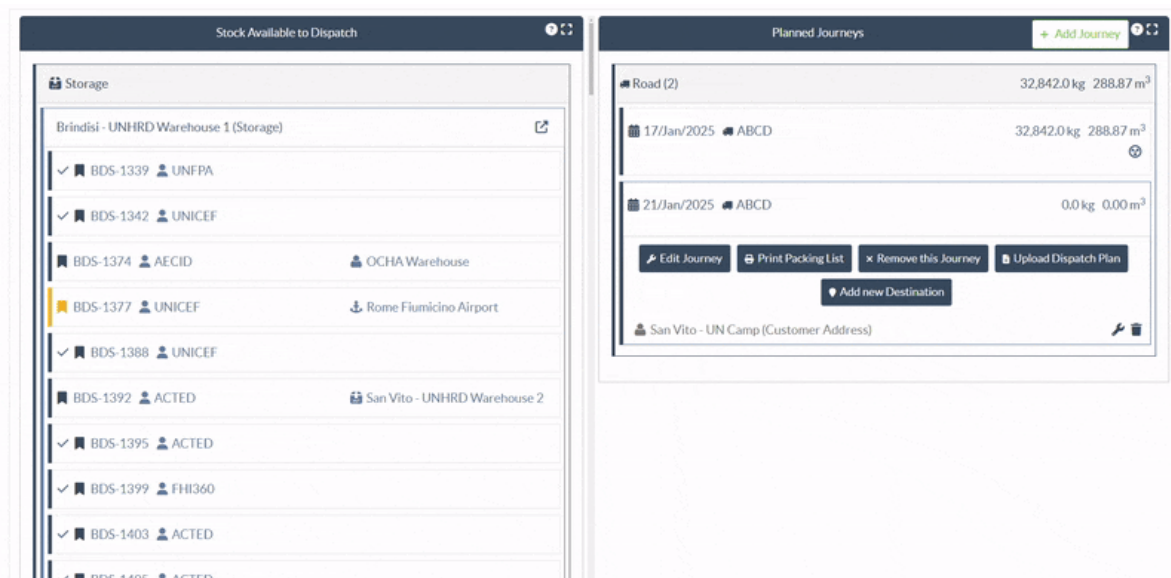 Stock Available to Dispatch
Storage
Brindisi - UNHRD Warehouse 1 (Storage)
BDS-1339 UNFPA
BDS-1342 UNICEF
BDS-1374 AECID OCHA Warehouse
BDS-1377 UNICEF Rome Fiumicino Airport
BDS-1388 UNICEF
BDS-1392 ACTED San Vito - UNHRD Warehouse 2
BDS-1395 ACTED
BDS-1399 FHI360
BDS-1403 ACTED
Planned Journeys
+ Add Journey
Road (2) 32,842.0 kg 288.87 m³
17/Jan/2025 ABCD 32,842.0 kg 288.87 m³
21/Jan/2025 ABCD 0.0 kg 0.00 m³
Edit Journey Print Packing List × Remove this Journey Upload Dispatch Plan
Add new Destination
San Vito - UN Camp (Customer Address)